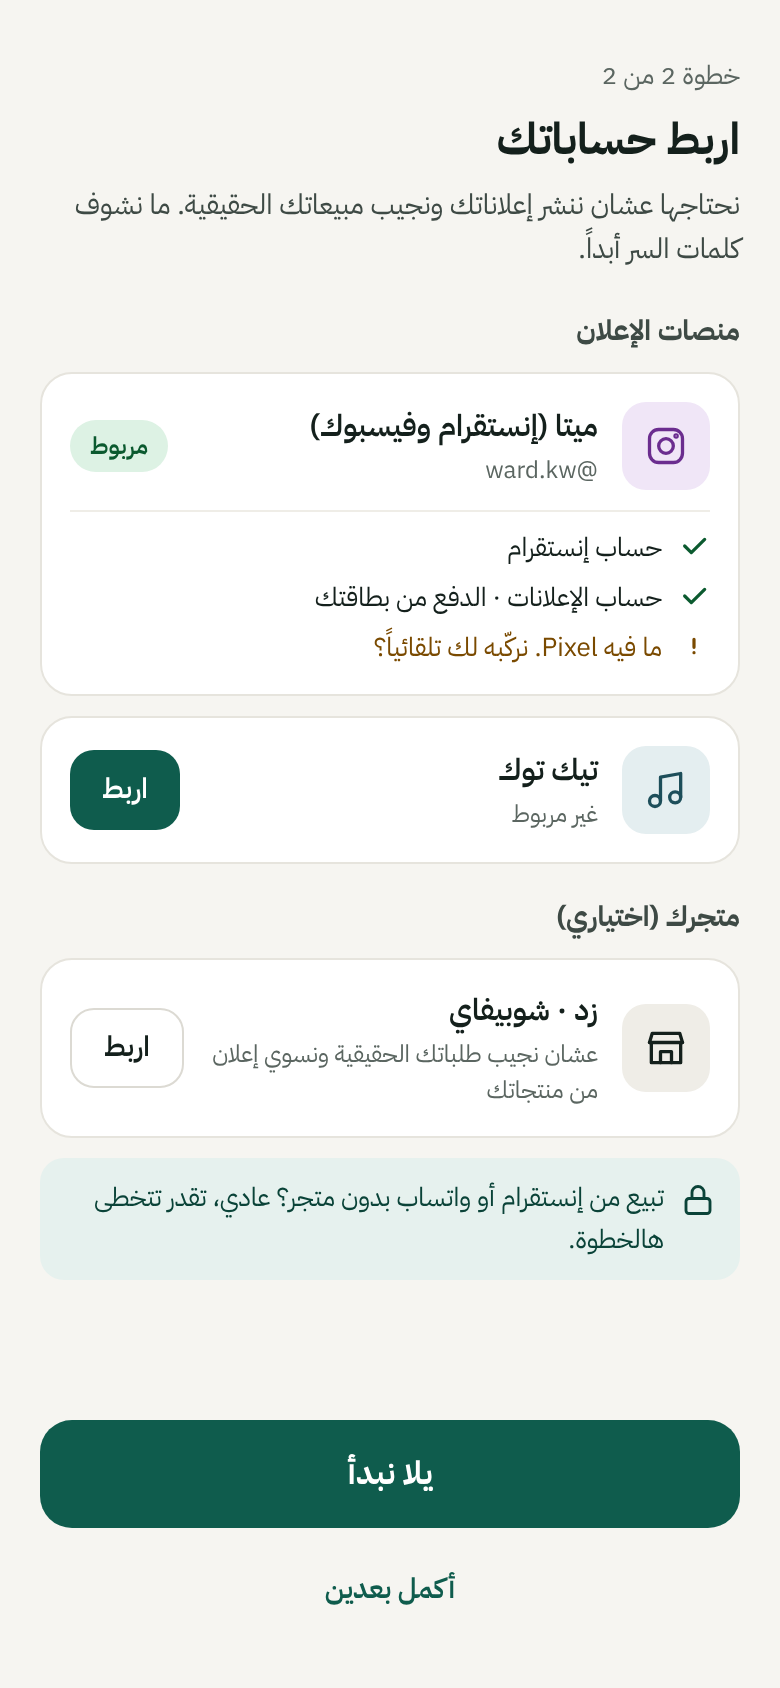 خطوة 2 من 2
اربط حساباتك
نحتاجها عشان ننشر إعلاناتك ونجيب مبيعاتك الحقيقية. ما نشوف
كلمات السر أبداً.
منصات الإعلان
ميتا (إنستقرام وفيسبوك)
@ward.kw
مربوط
حساب إنستقرام
حساب الإعلانات · الدفع من بطاقتك
! ما فيه Pixel. نركّبه لك تلقائياً؟
تيك توك
غير مربوط
اربط
متجرك (اختياري)
زد · شوبيفاي
عشان نجيب طلباتك الحقيقية ونسوي إعلان
من منتجاتك
اربط
تبيع من إنستقرام أو واتساب بدون متجر؟ عادي، تقدر تتخطى
هالخطوة.
يلا نبدأ
أكمل بعدين